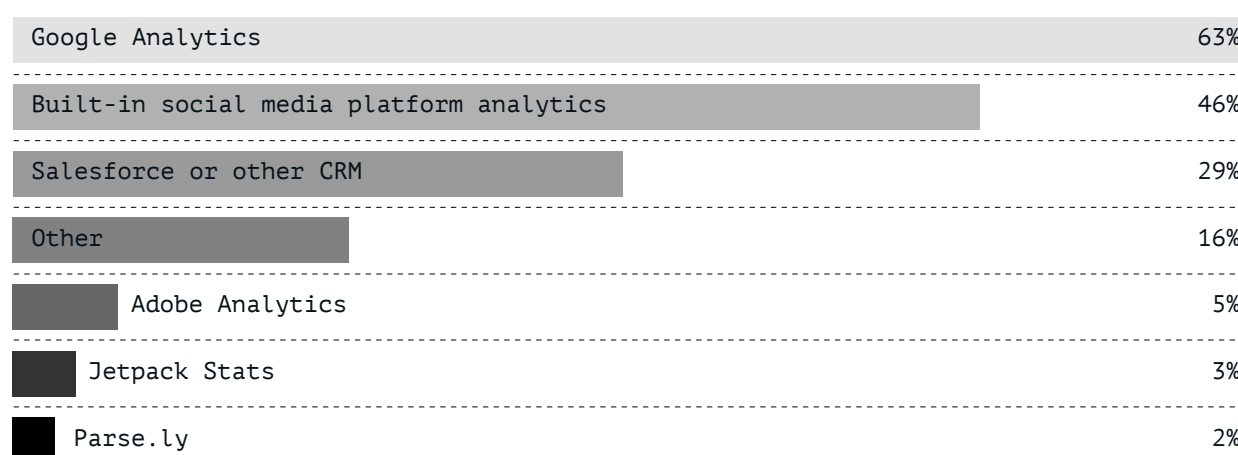 Google Analytics 63%
Built-in social media platform analytics 46%
Salesforce or other CRM 29%
Other 16%
Adobe Analytics 5%
Jetpack Stats 3%
Parse.ly 2%